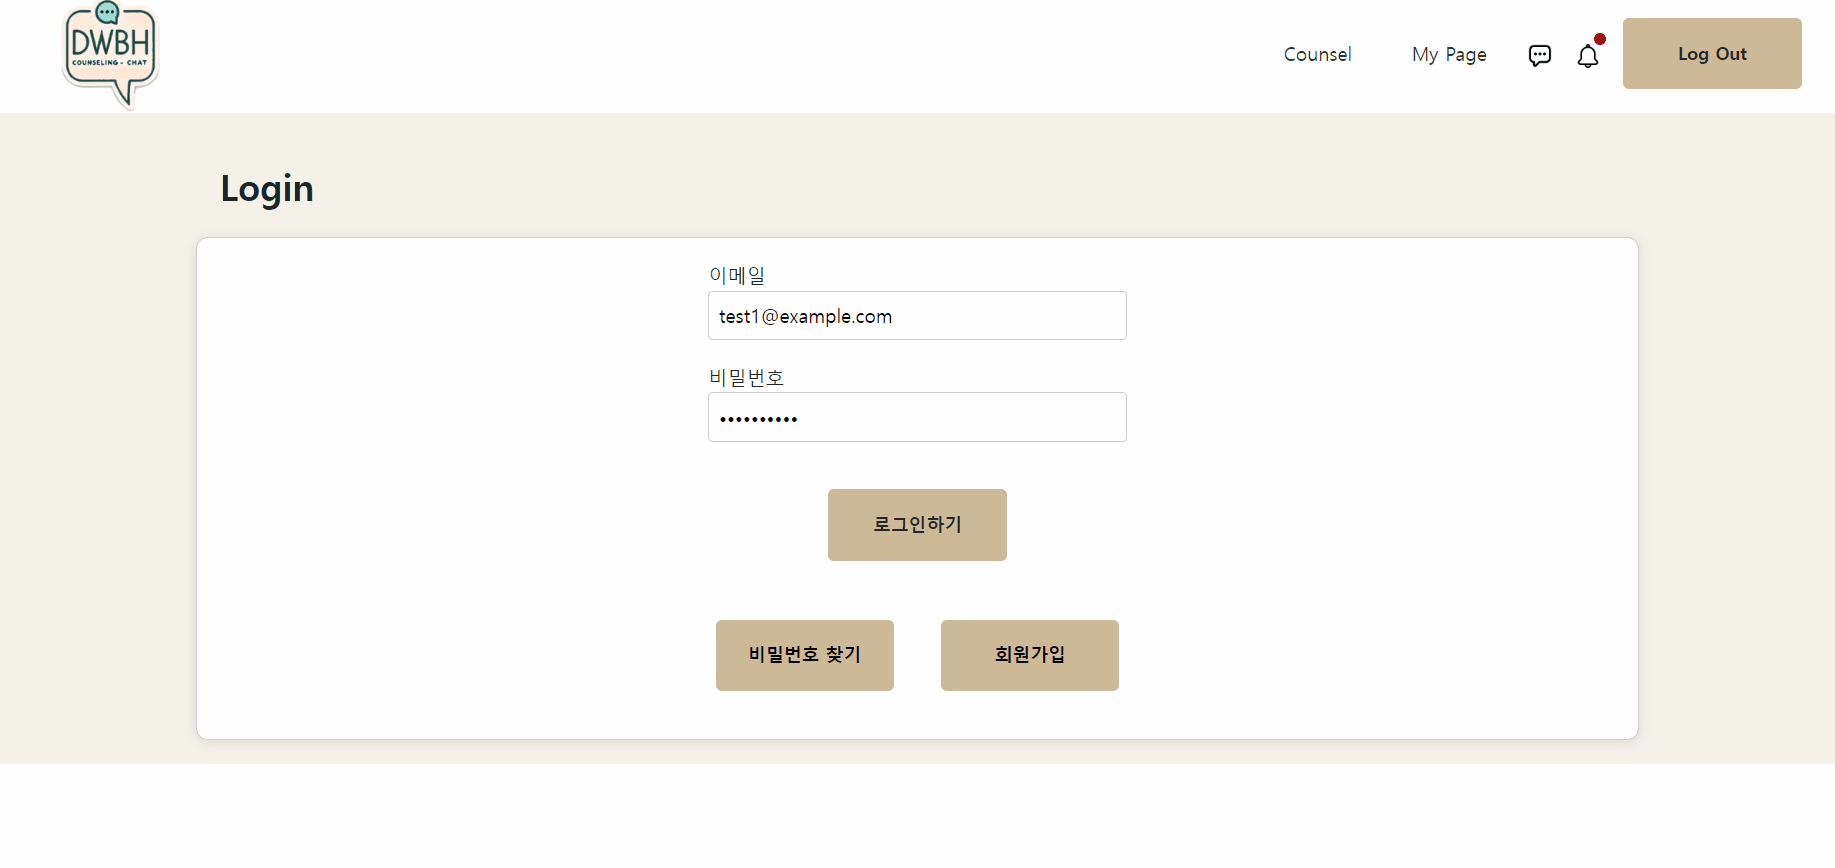 DWBH
COUNSELING - CHAT
Counsel
My Page
Log Out
Login
이메일
test1@example.com
비밀번호
••••••••••
로그인하기
비밀번호 찾기
회원가입